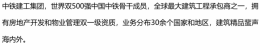 中铁建工集团，世界双500强中国中铁骨干成员，全球最大建筑工程承包商之一，拥
有房地产开发和物业管理双一级资质，业务分布30余个国家和地区，建筑精品蜚声
海内外。